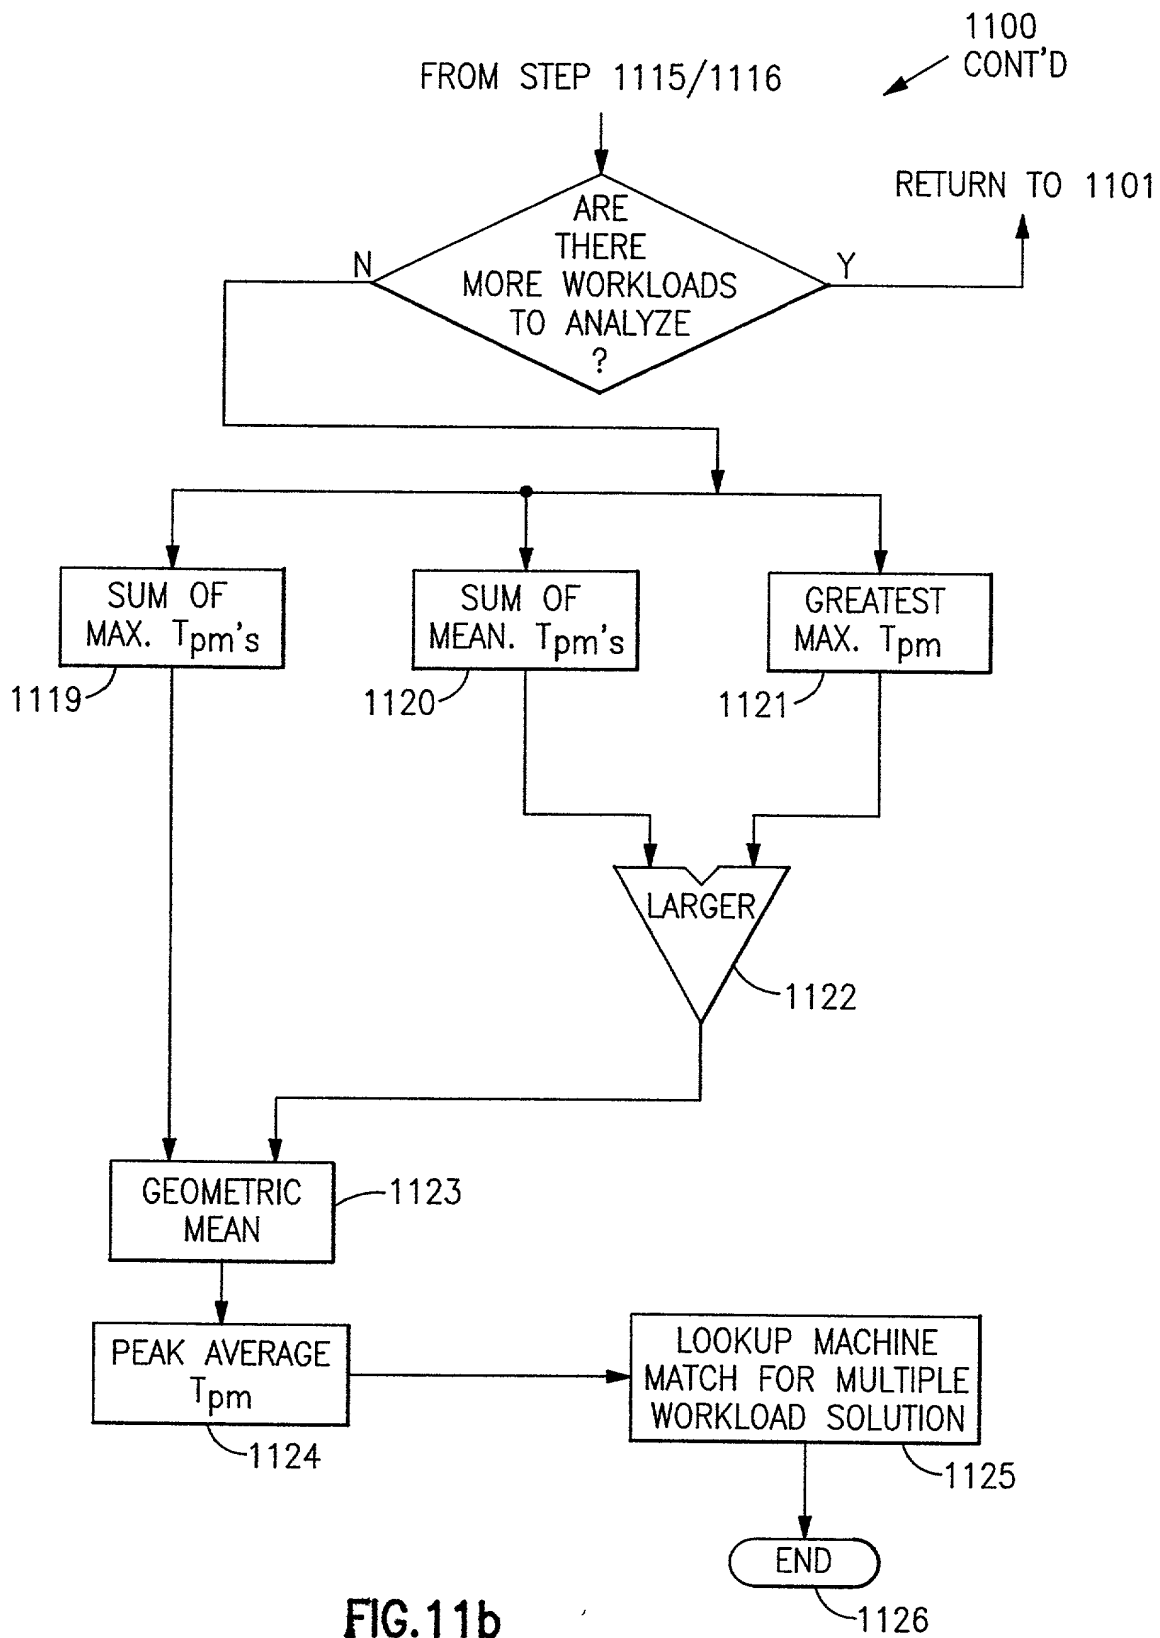 1100
CONT'D
FROM STEP 1115/1116
RETURN TO 1101
ARE
THERE
MORE WORKLOADS
TO ANALYZE
?
N
Y
SUM OF
MAX. Tpm's
1119
SUM OF
MEAN. Tpm's
1120
GREATEST
MAX. Tpm
1121
LARGER
1122
GEOMETRIC
MEAN
1123
PEAK AVERAGE
Tpm
1124
LOOKUP MACHINE
MATCH FOR MULTIPLE
WORKLOAD SOLUTION
1125
END
1126
FIG.11b